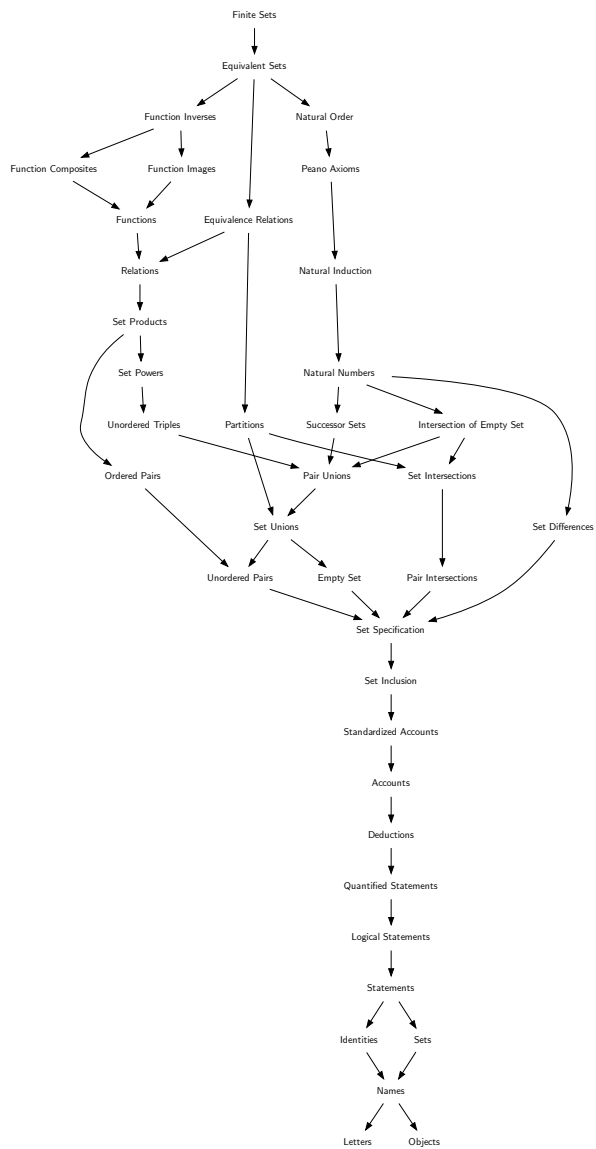 Finite Sets
Equivalent Sets
Function Inverses
Natural Order
Function Composites
Function Images
Peano Axioms
Functions
Equivalence Relations
Relations
Natural Induction
Set Products
Set Powers
Natural Numbers
Unordered Triples
Partitions
Successor Sets
Intersection of Empty Set
Ordered Pairs
Pair Unions
Set Intersections
Set Unions
Set Differences
Unordered Pairs
Empty Set
Pair Intersections
Set Specification
Set Inclusion
Standardized Accounts
Accounts
Deductions
Quantified Statements
Logical Statements
Statements
Identities
Sets
Names
Letters
Objects